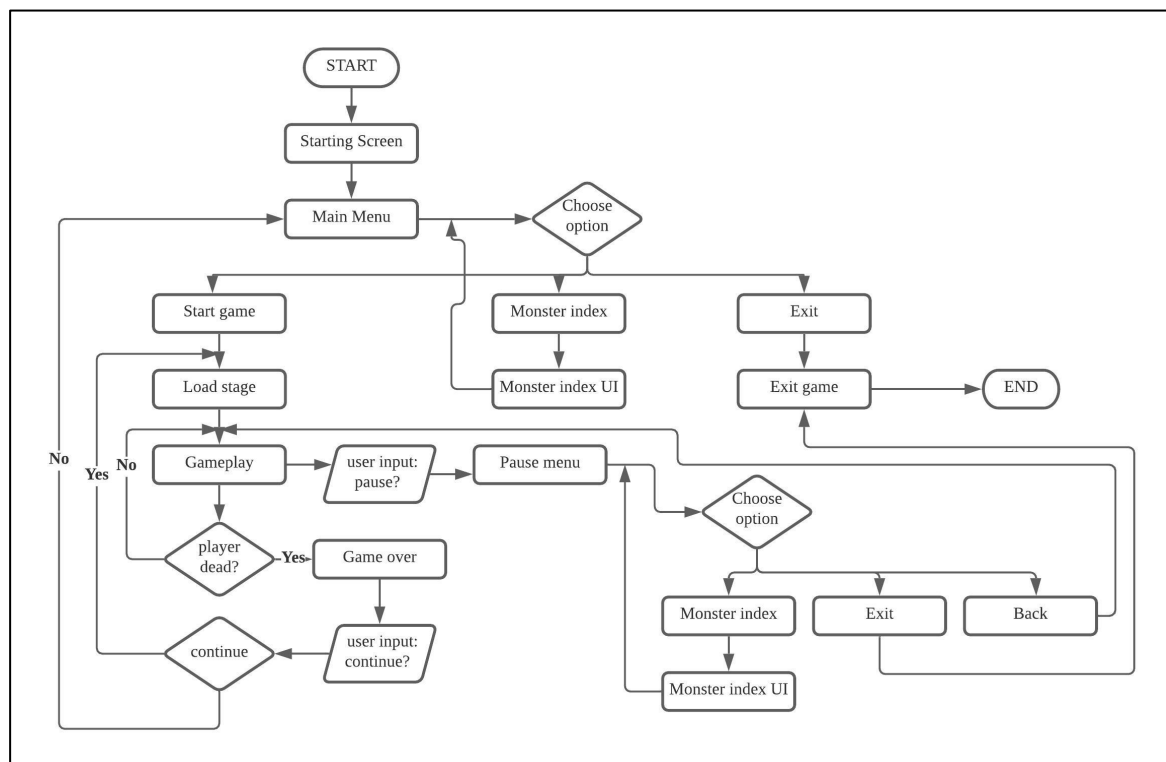 START
Starting Screen
Main Menu
Choose
option
Start game
Monster index
Exit
Load stage
Monster index UI
Exit game
END
No
Yes
No
Gameplay
user input:
pause?
Pause menu
Choose
option
player
dead?
Yes
Game over
Monster index
Exit
Back
continue
user input:
continue?
Monster index UI